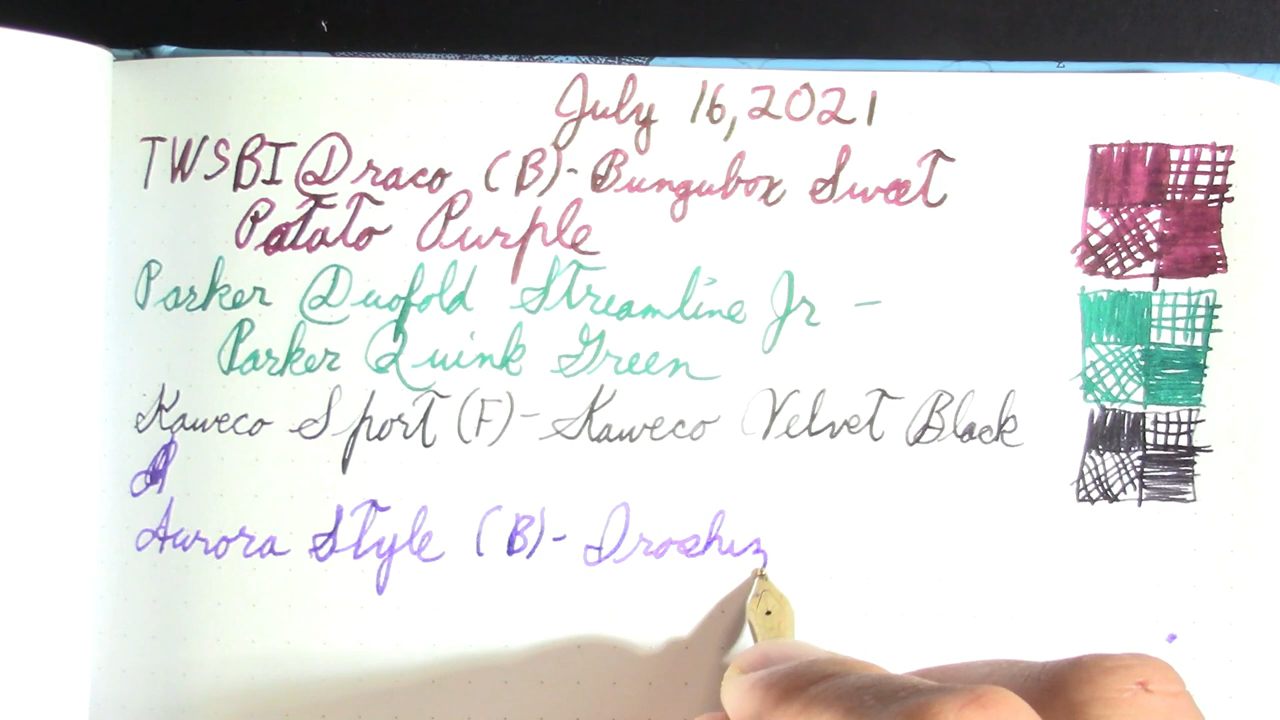 July 16, 2021
TWSBI Draco (B) - Bungubox Sweet
Potato Purple
Parker Duofold Streamline Jr -
Parker Quink Green
Kaweco Sport (F) - Kaweco Velvet Black
A
Aurora Style (B) - Iroshiz